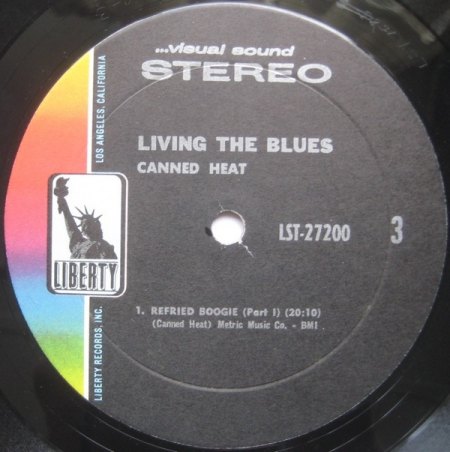 ...visual sound
STEREO
LOS ANGELES, CALIFORNIA
LIVING THE BLUES
CANNED HEAT
LST-27200 3
LIBERTY
1. REFRIED BOOGIE (Part I) (20:10)
(Canned Heat) Metric Music Co. - BMI
LIBERTY RECORDS, INC.